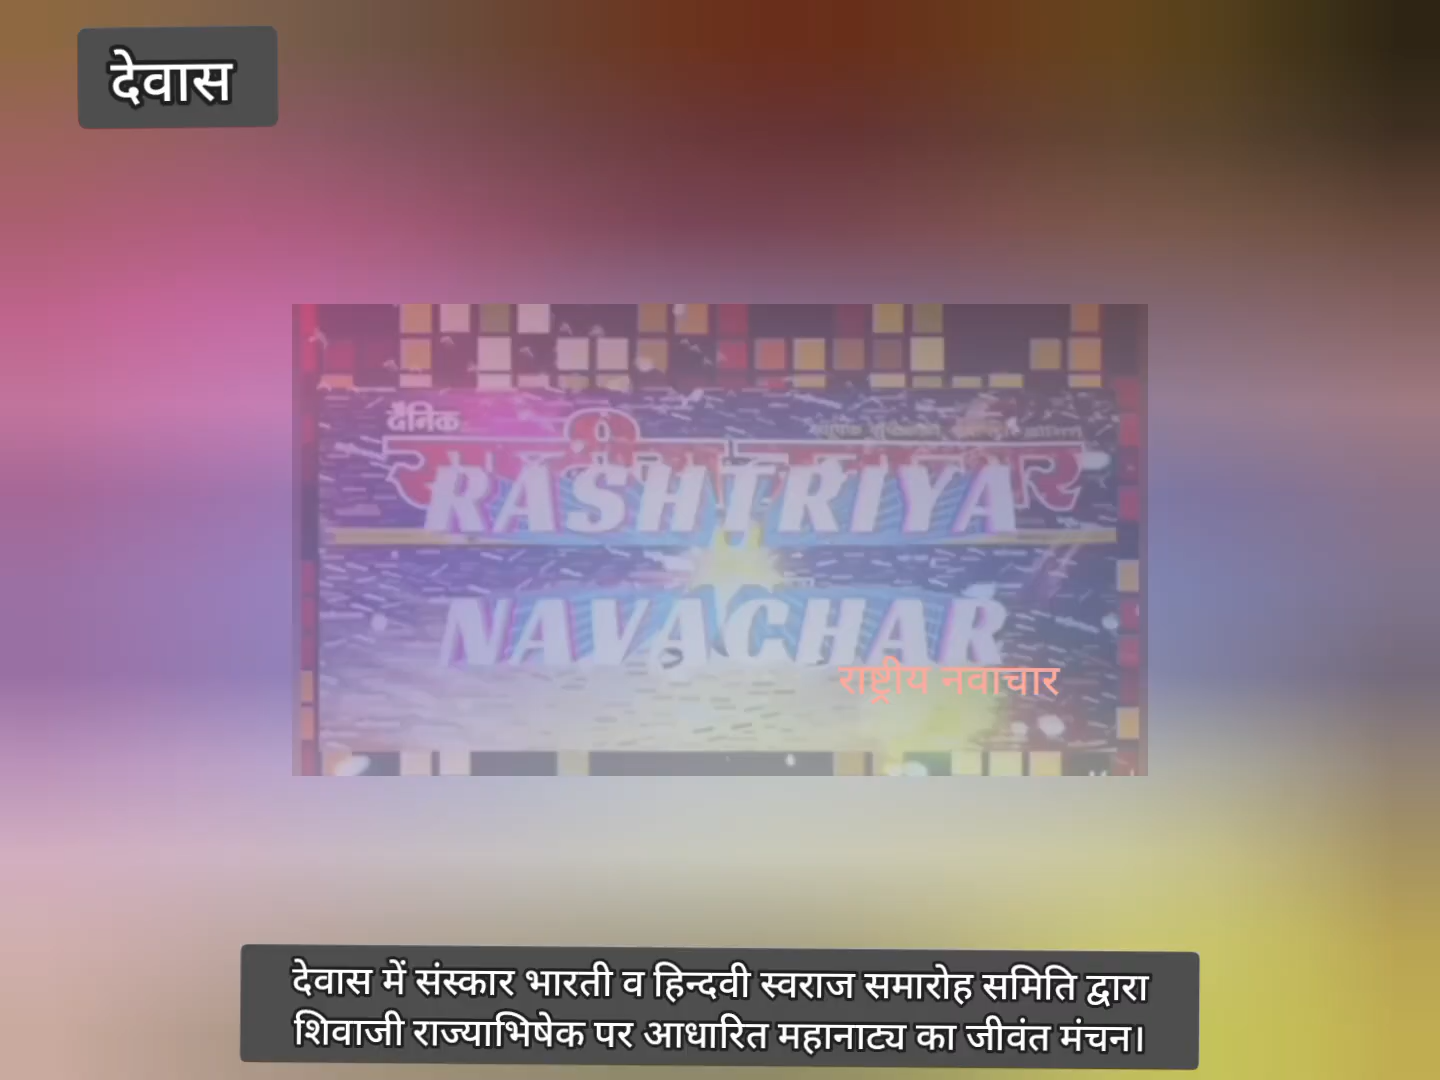 देवास
दैनिक
RASHTRIYA
NAVACHAR
राष्ट्रीय नवाचार
देवास में संस्कार भारती व हिन्दवी स्वराज समारोह समिति द्वारा
शिवाजी राज्याभिषेक पर आधारित महानाट्य का जीवंत मंचन।